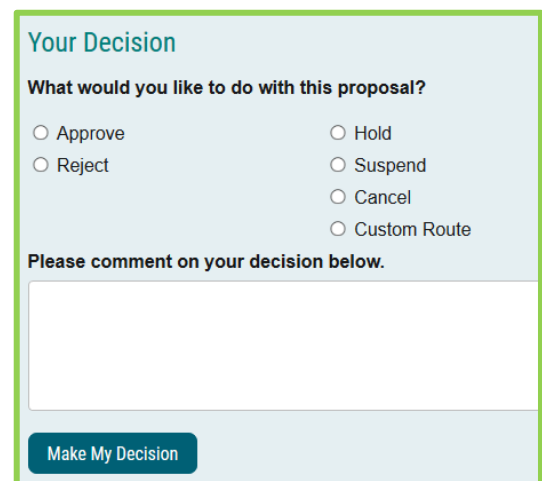 Your Decision
What would you like to do with this proposal?
Approve
Reject
Hold
Suspend
Cancel
Custom Route
Please comment on your decision below.
Make My Decision